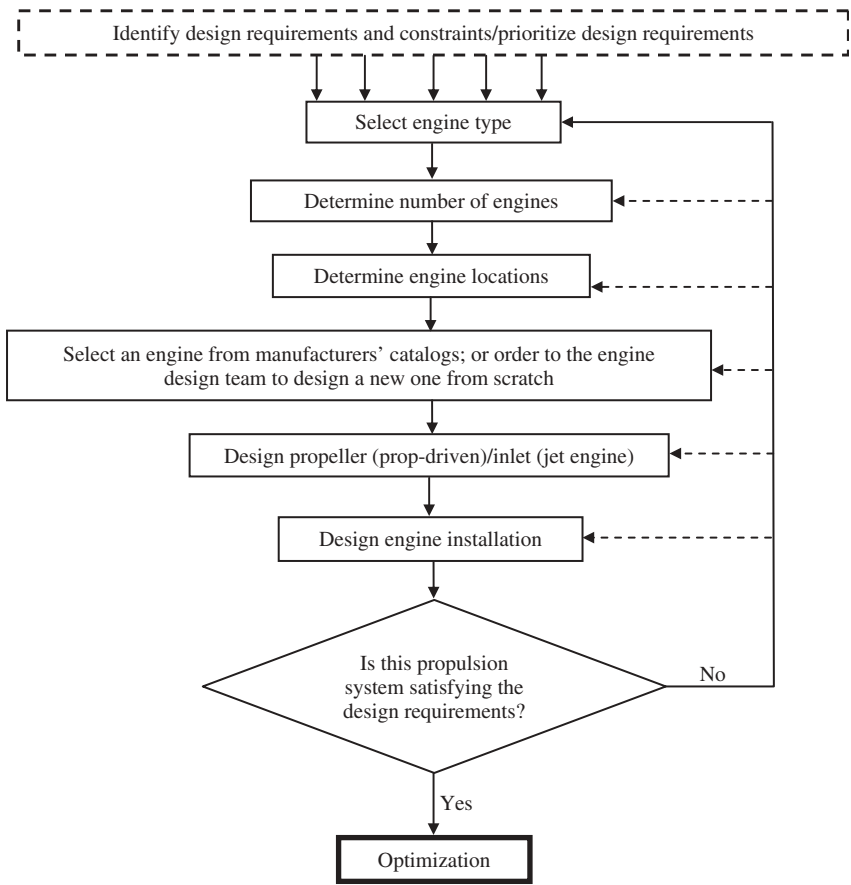 Identify design requirements and constraints/prioritize design requirements
Select engine type
Determine number of engines
Determine engine locations
Select an engine from manufacturers’ catalogs; or order to the engine
design team to design a new one from scratch
Design propeller (prop-driven)/inlet (jet engine)
Design engine installation
Is this propulsion
system satisfying the
design requirements?
No
Yes
Optimization